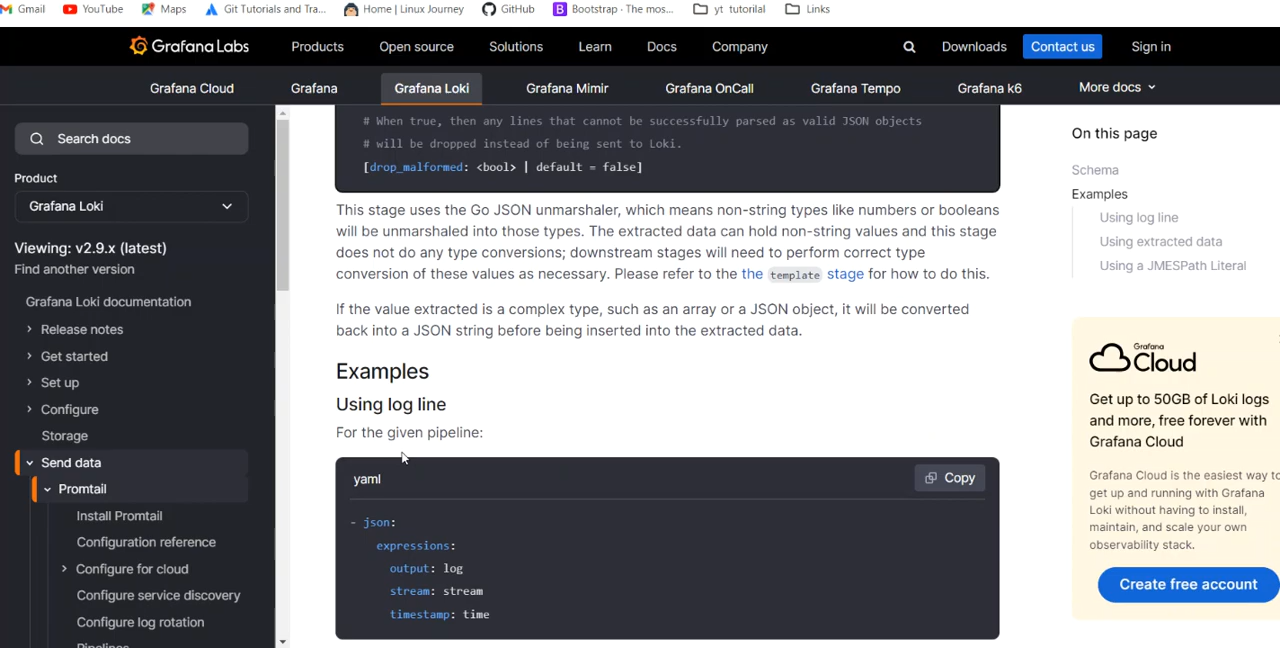 Gmail YouTube Maps Git Tutorials and Tra... Home | Linux Journey GitHub Bootstrap · The mos... yt tutorilal Links
Grafana Labs Products Open source Solutions Learn Docs Company Downloads Contact us Sign in
Grafana Cloud Grafana Grafana Loki Grafana Mimir Grafana OnCall Grafana Tempo Grafana k6 More docs
Search docs
Product
Grafana Loki
Viewing: v2.9.x (latest)
Find another version
Grafana Loki documentation
Release notes
Get started
Set up
Configure
Storage
Send data
Promtail
Install Promtail
Configuration reference
Configure for cloud
Configure service discovery
Configure log rotation
Pipelines
# When true, then any lines that cannot be successfully parsed as valid JSON objects
# will be dropped instead of being sent to Loki.
[drop_malformed: <bool> | default = false]
This stage uses the Go JSON unmarshaler, which means non-string types like numbers or booleans
will be unmarshaled into those types. The extracted data can hold non-string values and this stage
does not do any type conversions; downstream stages will need to perform correct type
conversion of these values as necessary. Please refer to the the template stage for how to do this.
If the value extracted is a complex type, such as an array or a JSON object, it will be converted
back into a JSON string before being inserted into the extracted data.
Examples
Using log line
For the given pipeline:
yaml Copy
- json:
expressions:
output: log
stream: stream
timestamp: time
On this page
Schema
Examples
Using log line
Using extracted data
Using a JMESPath Literal
Grafana
Cloud
Get up to 50GB of Loki logs
and more, free forever with
Grafana Cloud
Grafana Cloud is the easiest way to
get up and running with Grafana
Loki without having to install,
maintain, and scale your own
observability stack.
Create free account